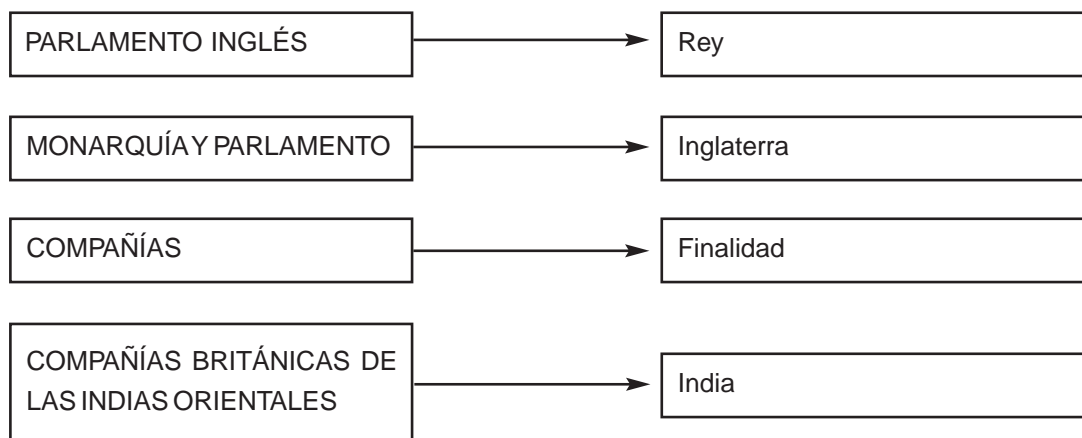 PARLAMENTO INGLÉS
Rey
MONARQUÍA Y PARLAMENTO
Inglaterra
COMPAÑÍAS
Finalidad
COMPAÑÍAS BRITÁNICAS DE
LAS INDIAS ORIENTALES
India